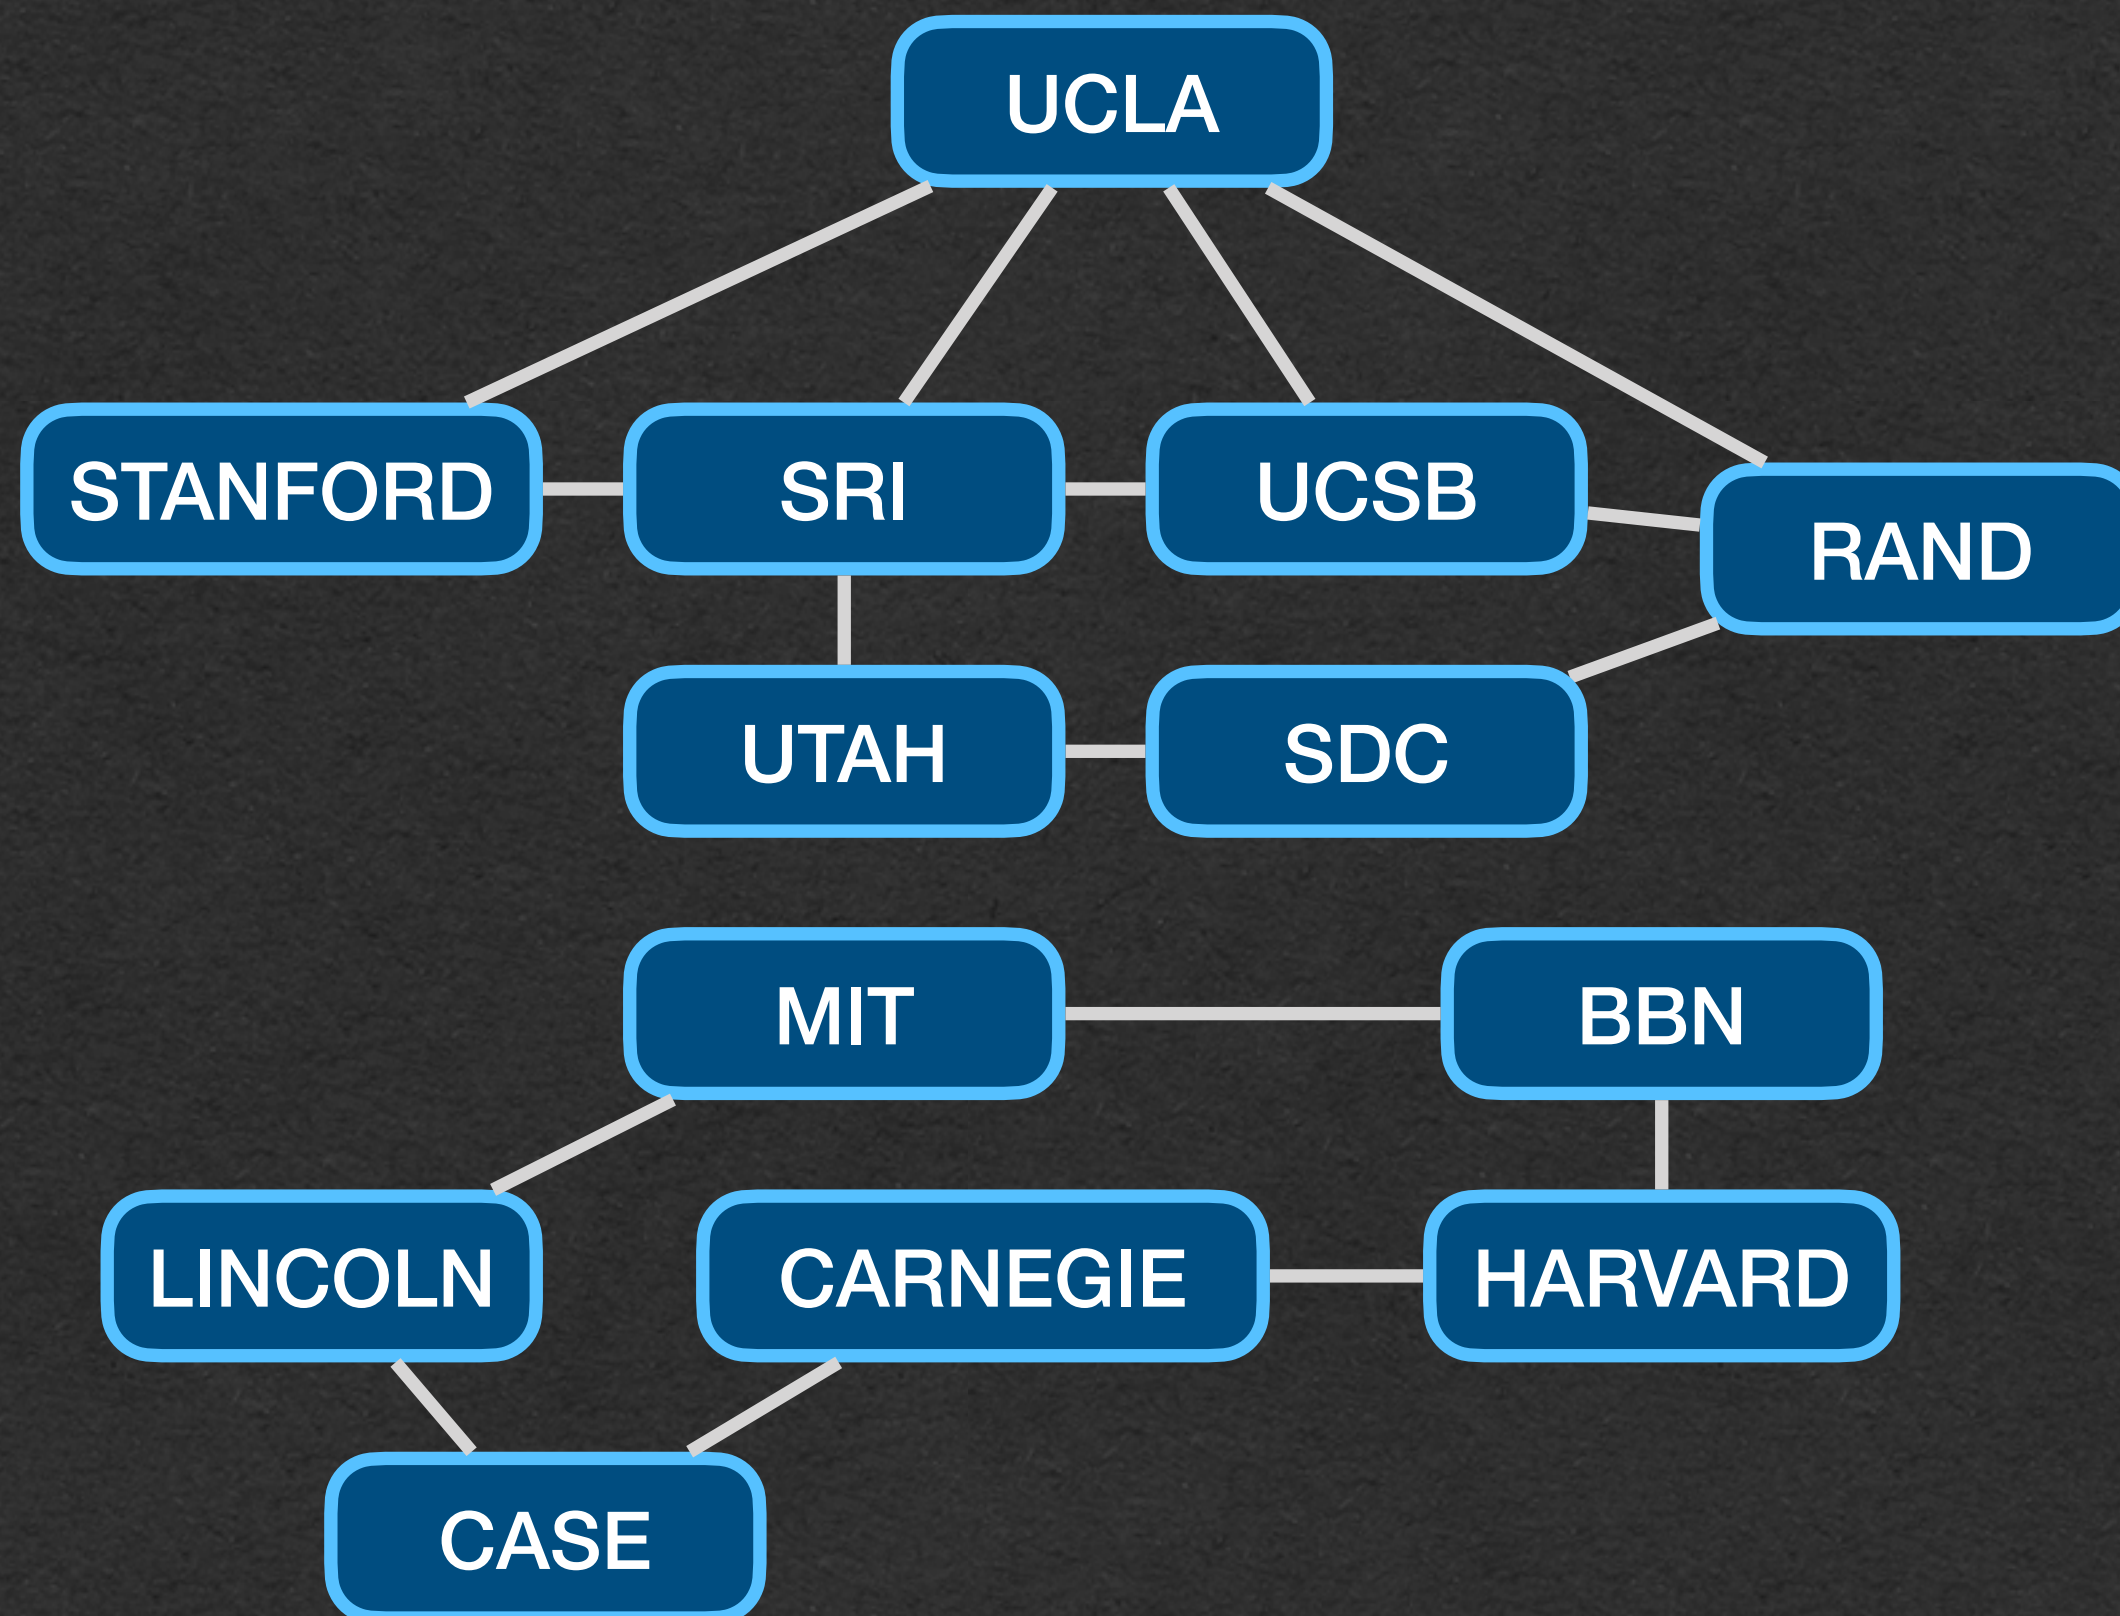 UCLA
STANFORD
SRI
UCSB
RAND
UTAH
SDC
MIT
BBN
LINCOLN
CARNEGIE
HARVARD
CASE